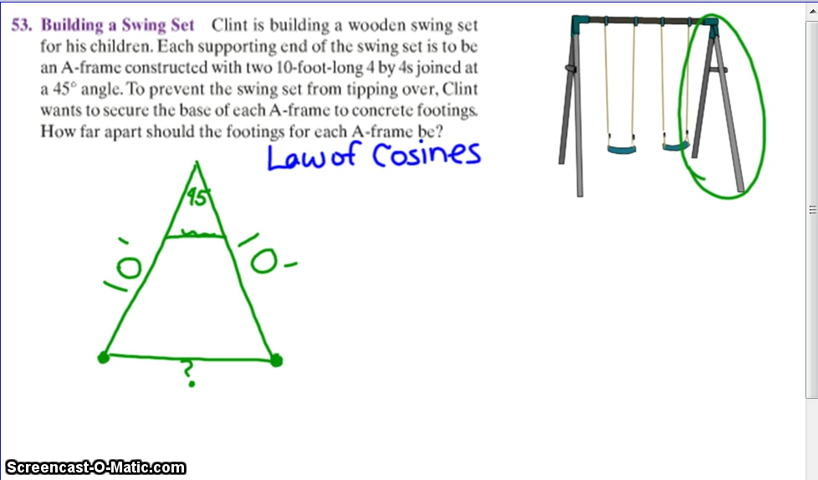 53. Building a Swing Set Clint is building a wooden swing set
for his children. Each supporting end of the swing set is to be
an A-frame constructed with two 10-foot-long 4 by 4s joined at
a 45° angle. To prevent the swing set from tipping over, Clint
wants to secure the base of each A-frame to concrete footings.
How far apart should the footings for each A-frame be?
Law of Cosines
45
10'
10'
?
Screencast-O-Matic.com